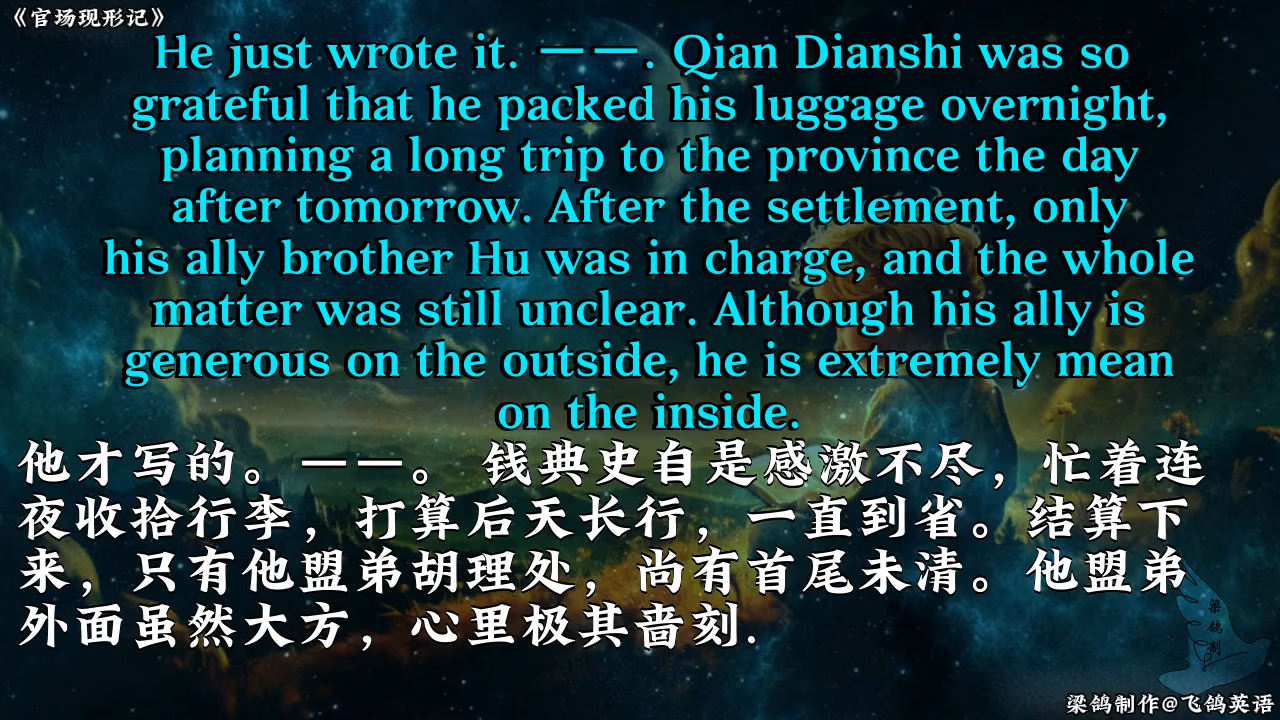 《官场现形记》
He just wrote it. 一一 . Qian Dianshi was so
grateful that he packed his luggage overnight,
planning a long trip to the province the day
after tomorrow. After the settlement, only
his ally brother Hu was in charge, and the whole
matter was still unclear. Although his ally is
generous on the outside, he is extremely mean
on the inside.
他才写的。一一。 钱典史自是感激不尽，忙着连
夜收拾行李，打算后天长行，一直到省。结算下
来，只有他盟弟胡理处，尚有首尾未清。他盟弟
外面虽然大方，心里极其啬刻.
梁
鸽
制
梁鸽制作@飞鸽英语